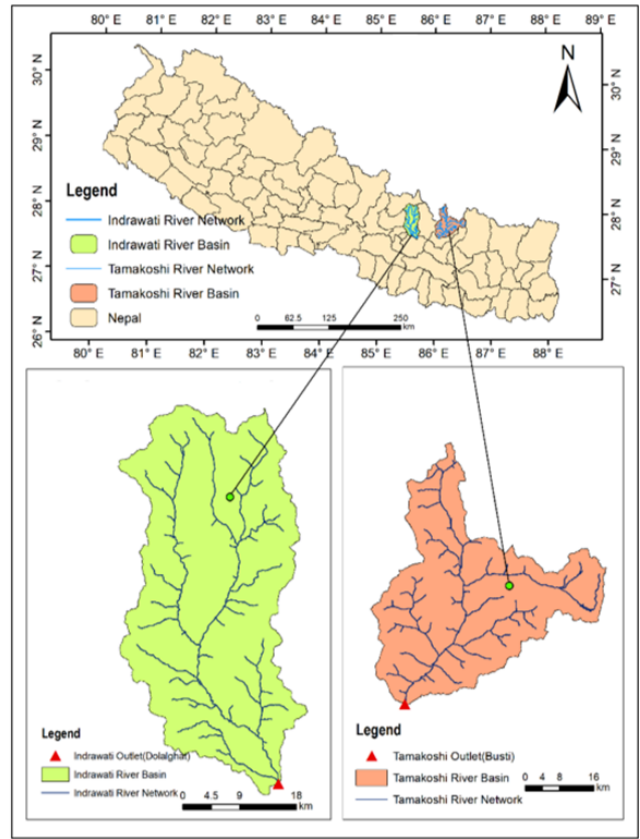 80° E 81° E 82° E 83° E 84° E 85° E 86° E 87° E 88° E 89° E
N
30° N
29° N
28° N
27° N
26° N
30° N
29° N
28° N
27° N
Legend
Indrawati River Network
Indrawati River Basin
Tamakoshi River Network
Tamakoshi River Basin
Nepal
0 62.5 125 250
km
80° E 81° E 82° E 83° E 85° E 86° E 87° E 88° E
Legend
Indrawati Outlet(Dolalghat)
Indrawati River Basin
Indrawati River Network
0 4.5 9 18
km
Legend
Tamakoshi Outlet(Busti)
Tamakoshi River Basin
Tamakoshi River Network
0 4 8 16
km